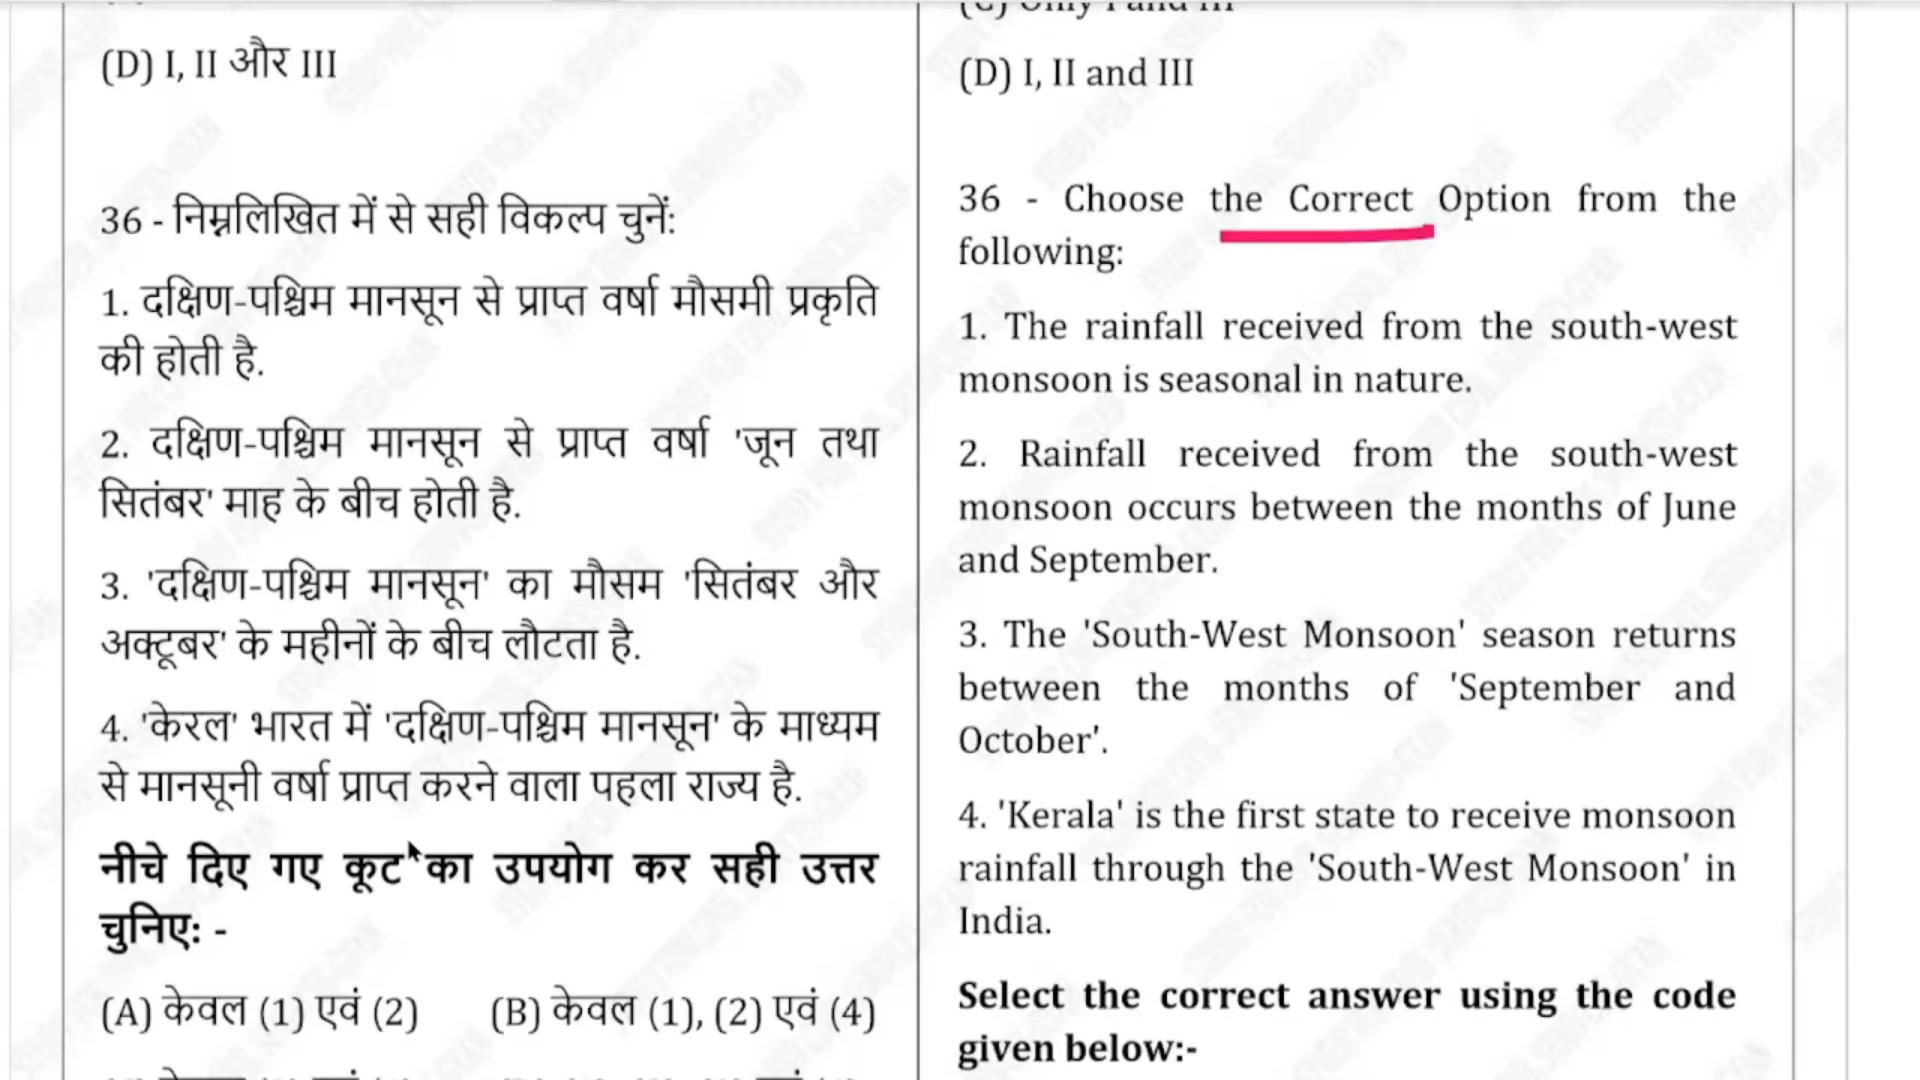 (D) I, II और III
36 - निम्नलिखित में से सही विकल्प चुनें:
1. दक्षिण-पश्चिम मानसून से प्राप्त वर्षा मौसमी प्रकृति
की होती है.
2. दक्षिण-पश्चिम मानसून से प्राप्त वर्षा 'जून तथा
सितंबर' माह के बीच होती है.
3. 'दक्षिण-पश्चिम मानसून' का मौसम 'सितंबर और
अक्टूबर' के महीनों के बीच लौटता है.
4. 'केरल' भारत में 'दक्षिण-पश्चिम मानसून' के माध्यम
से मानसूनी वर्षा प्राप्त करने वाला पहला राज्य है.
नीचे दिए गए कूट का उपयोग कर सही उत्तर
चुनिए: -
(A) केवल (1) एवं (2) (B) केवल (1), (2) एवं (4)
(C) Only I and III
(D) I, II and III
36 - Choose the Correct Option from the
following:
1. The rainfall received from the south-west
monsoon is seasonal in nature.
2. Rainfall received from the south-west
monsoon occurs between the months of June
and September.
3. The 'South-West Monsoon' season returns
between the months of 'September and
October'.
4. 'Kerala' is the first state to receive monsoon
rainfall through the 'South-West Monsoon' in
India.
Select the correct answer using the code
given below:-